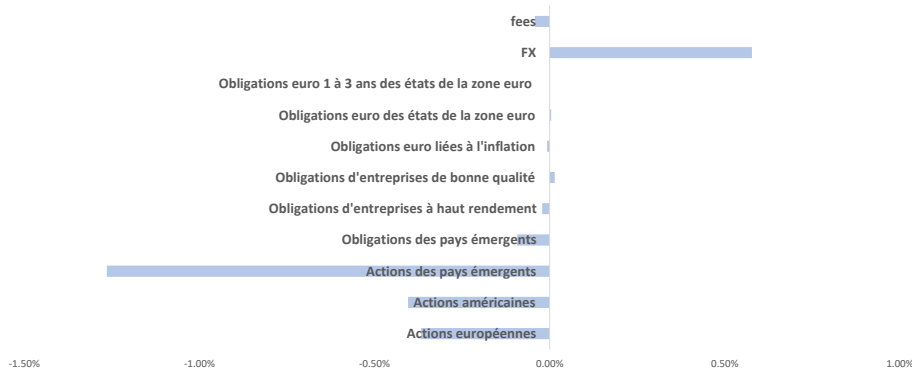 fees
FX
Obligations euro 1 à 3 ans des états de la zone euro
Obligations euro des états de la zone euro
Obligations euro liées à l'inflation
Obligations d'entreprises de bonne qualité
Obligations d'entreprises à haut rendement
Obligations des pays émergents
Actions des pays émergents
Actions américaines
Actions européennes
-1.50% -1.00% -0.50% 0.00% 0.50% 1.00%